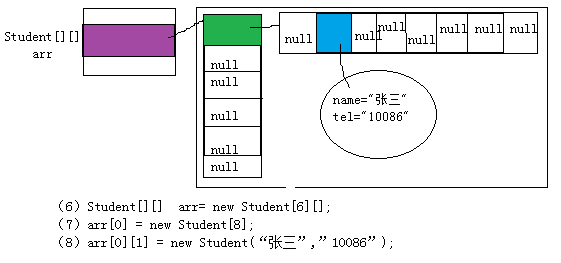 Student[][]
arr
null
null
null
null
null
null
null
null
null
null
null
null
name="张三"
tel="10086"
(6) Student[][]  arr= new Student[6][];
(7) arr[0] = new Student[8];
(8) arr[0][1] = new Student(“张三”,”10086”);